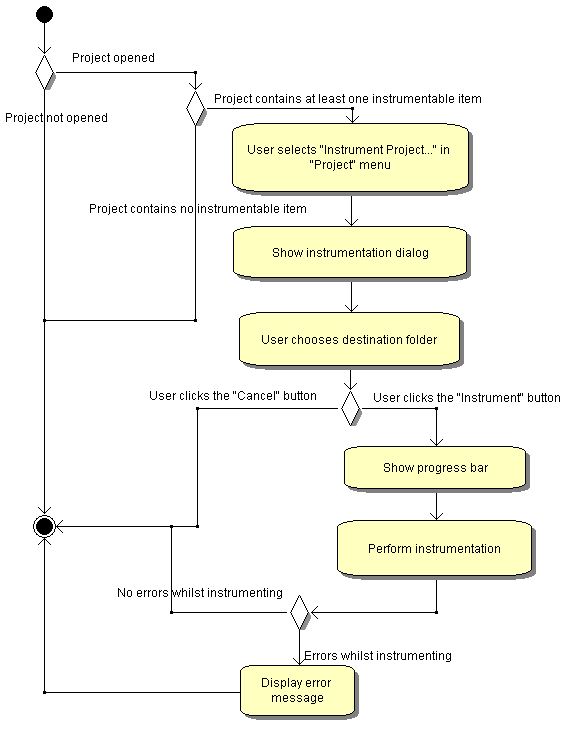 Project opened
Project contains at least one instrumentable item
Project not opened
User selects "Instrument Project..." in
"Project" menu
Project contains no instrumentable item
Show instrumentation dialog
User chooses destination folder
User clicks the "Cancel" button
User clicks the "Instrument" button
Show progress bar
Perform instrumentation
No errors whilst instrumenting
Errors whilst instrumenting
Display error
message